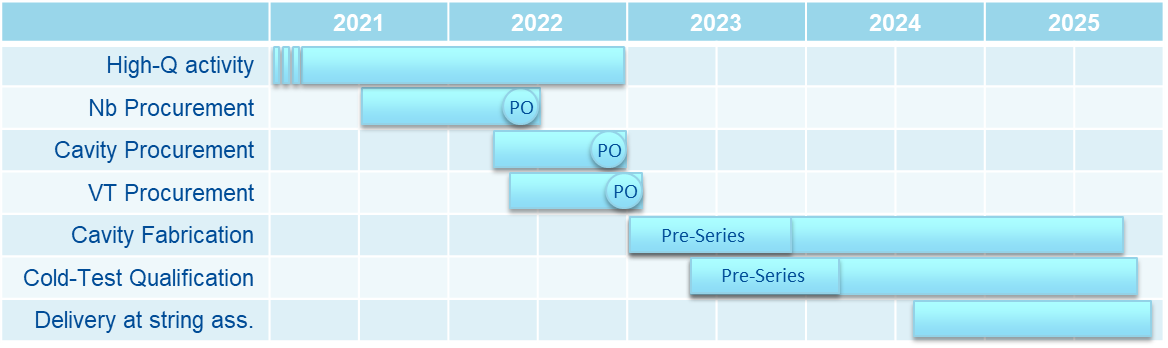 2021 2022 2023 2024 2025
High-Q activity
Nb Procurement PO
Cavity Procurement PO
VT Procurement PO
Cavity Fabrication Pre-Series
Cold-Test Qualification Pre-Series
Delivery at string ass.